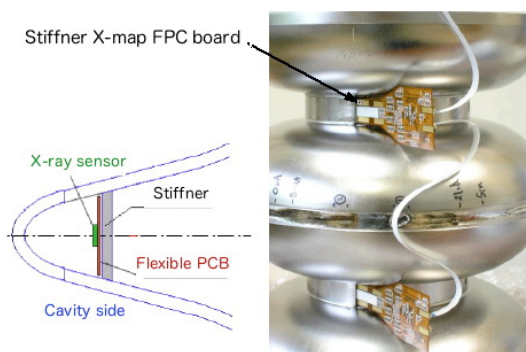 Stiffner X-map FPC board
X-ray sensor
Stiffner
Flexible PCB
Cavity side